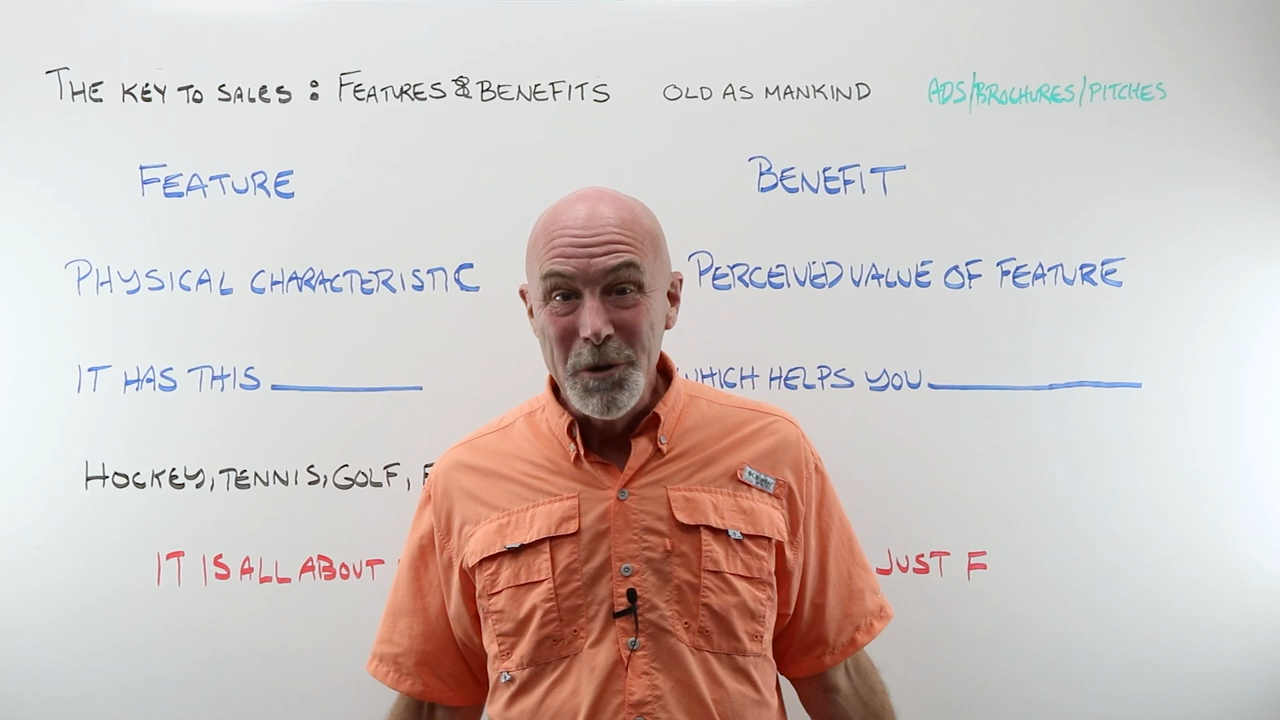 THE KEY TO SALES : FEATURES & BENEFITS OLD AS MANKIND ADS/BROCHURES/PITCHES
FEATURE BENEFIT
PHYSICAL CHARACTERISTIC PERCEIVED VALUE OF FEATURE
IT HAS THIS WHICH HELPS YOU
HOCKEY, TENNIS, GOLF, F
IT IS ALL ABOUT JUST F